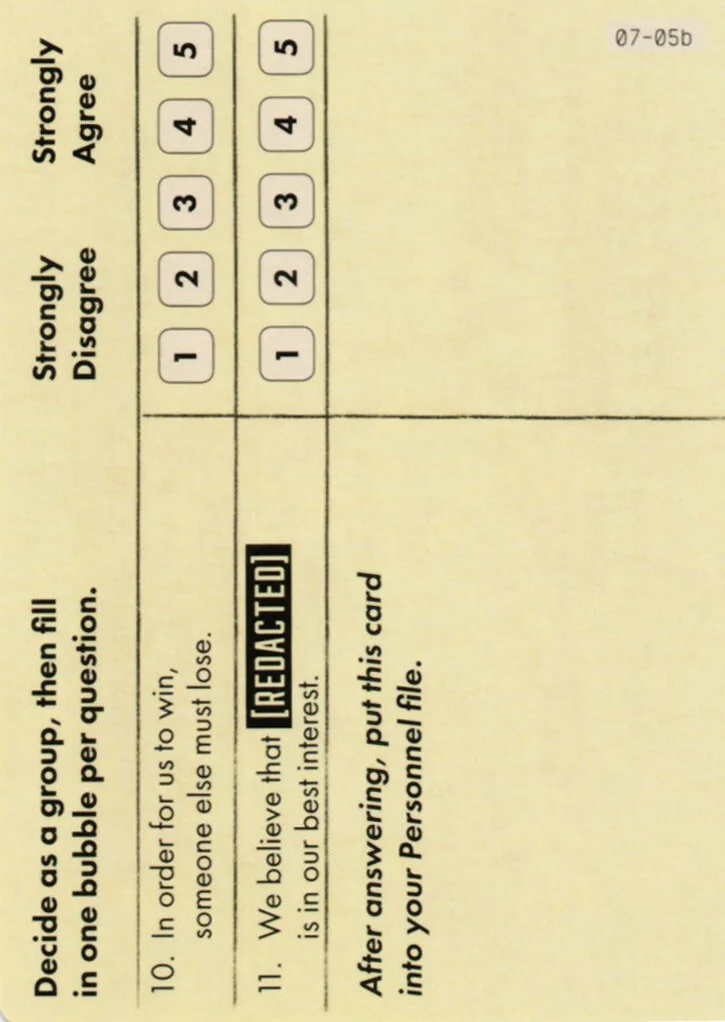 Decide as a group, then fill
in one bubble per question.
Strongly
Disagree
Strongly
Agree
10. In order for us to win,
someone else must lose.
1 2 3 4 5
11. We believe that [REDACTED]
is in our best interest.
1 2 3 4 5
After answering, put this card
into your Personnel file.
07-05b